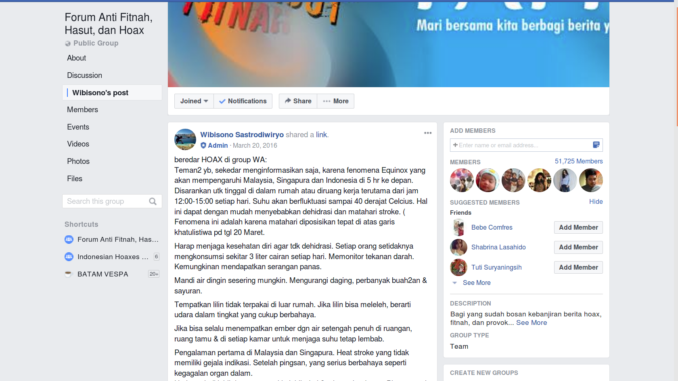 Forum Anti Fitnah,
Hasut, dan Hoax
Public Group
About
Discussion
Wibisono's post
Members
Events
Videos
Photos
Files
Search this group
Shortcuts
Forum Anti Fitnah, Has...
Indonesian Hoaxes ... 6
BATAM VESPA 20+
Mari bersama kita berbagi berita y
Joined
Notifications
Share
More
Wibisono Sastrodiwiryo shared a link.
Admin · March 20, 2016
beredar HOAX di group WA:
Teman2 yb, sekedar menginformasikan saja, karena fenomena Equinox yang
akan mempengaruhi Malaysia, Singapura dan Indonesia di 5 hr ke depan.
Disarankan utk tinggal di dalam rumah atau diruang kerja terutama dari jam
12:00-15:00 setiap hari. Suhu akan berfluktuasi sampai 40 derajat Celcius. Hal
ini dapat dengan mudah menyebabkan dehidrasi dan matahari stroke. (
Fenomena ini adalah karena matahari diposisikan tepat di atas garis
khatulistiwa pd tgl 20 Maret.
Harap menjaga kesehatan diri agar tdk dehidrasi. Setiap orang setidaknya
mengkonsumsi sekitar 3 liter cairan setiap hari. Memonitor tekanan darah.
Kemungkinan mendapatkan serangan panas.
Mandi air dingin sesering mungkin. Mengurangi daging, perbanyak buah2an &
sayuran.
Tempatkan lilin tidak terpakai di luar rumah. Jika lilin bisa meleleh, berarti
udara dalam tingkat yang cukup berbahaya.
Jika bisa selalu menempatkan ember dgn air setengah penuh di ruangan,
ruang tamu & di setiap kamar untuk menjaga suhu tetap lembab.
Pengalaman pertama di Malaysia dan Singapura. Heat stroke yang tidak
memiliki gejala indikasi. Setelah pingsan, yang serius berbahaya seperti
kegagalan organ dalam.
ADD MEMBERS
Enter name or email address...
MEMBERS 51,725 Members
SUGGESTED MEMBERS Hide
Friends
Bebe Comfres Add Member
Shabrina Lasahido Add Member
Tuti Suryaningsih Add Member
See More
DESCRIPTION
Bagi yang sudah bosan kebanjiran berita hoax,
fitnah, dan provok... See More
GROUP TYPE
Team
CREATE NEW GROUPS